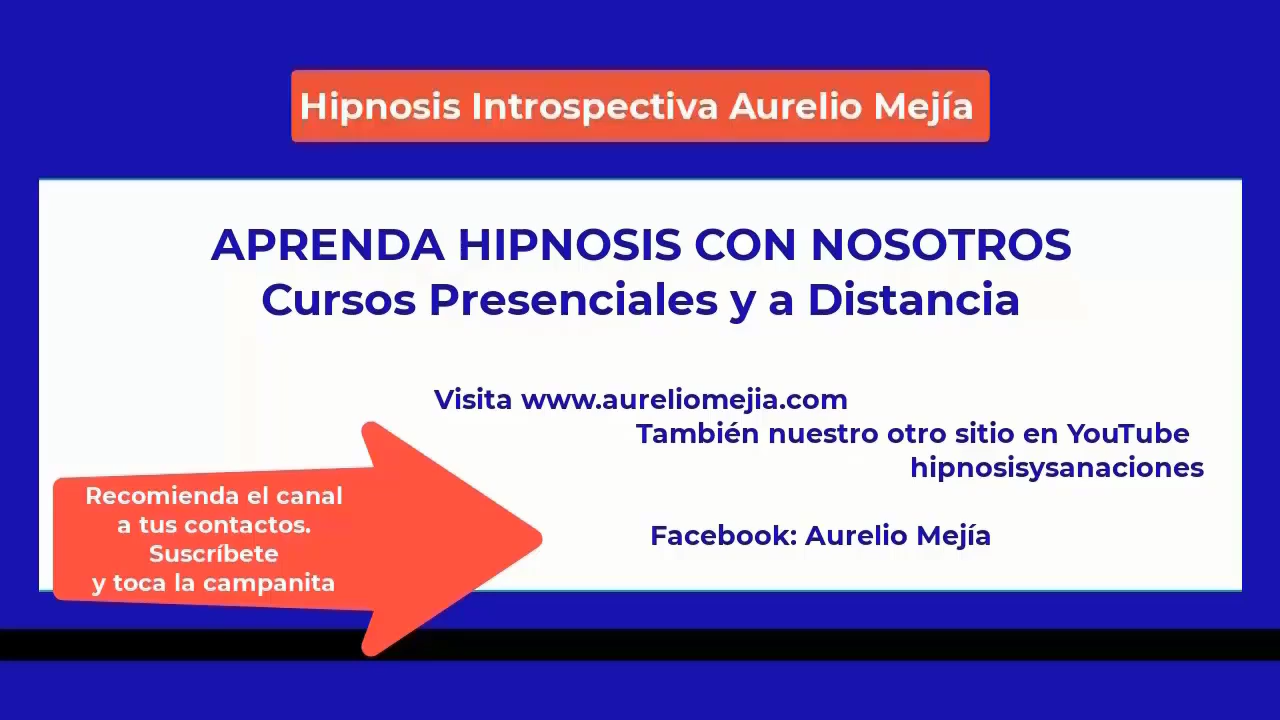 Hipnosis Introspectiva Aurelio Mejía
APRENDA HIPNOSIS CON NOSOTROS
Cursos Presenciales y a Distancia
Visita www.aureliomejia.com
También nuestro otro sitio en YouTube
hipnosisysanaciones
Facebook: Aurelio Mejía
Recomienda el canal
a tus contactos.
Suscríbete
y toca la campanita